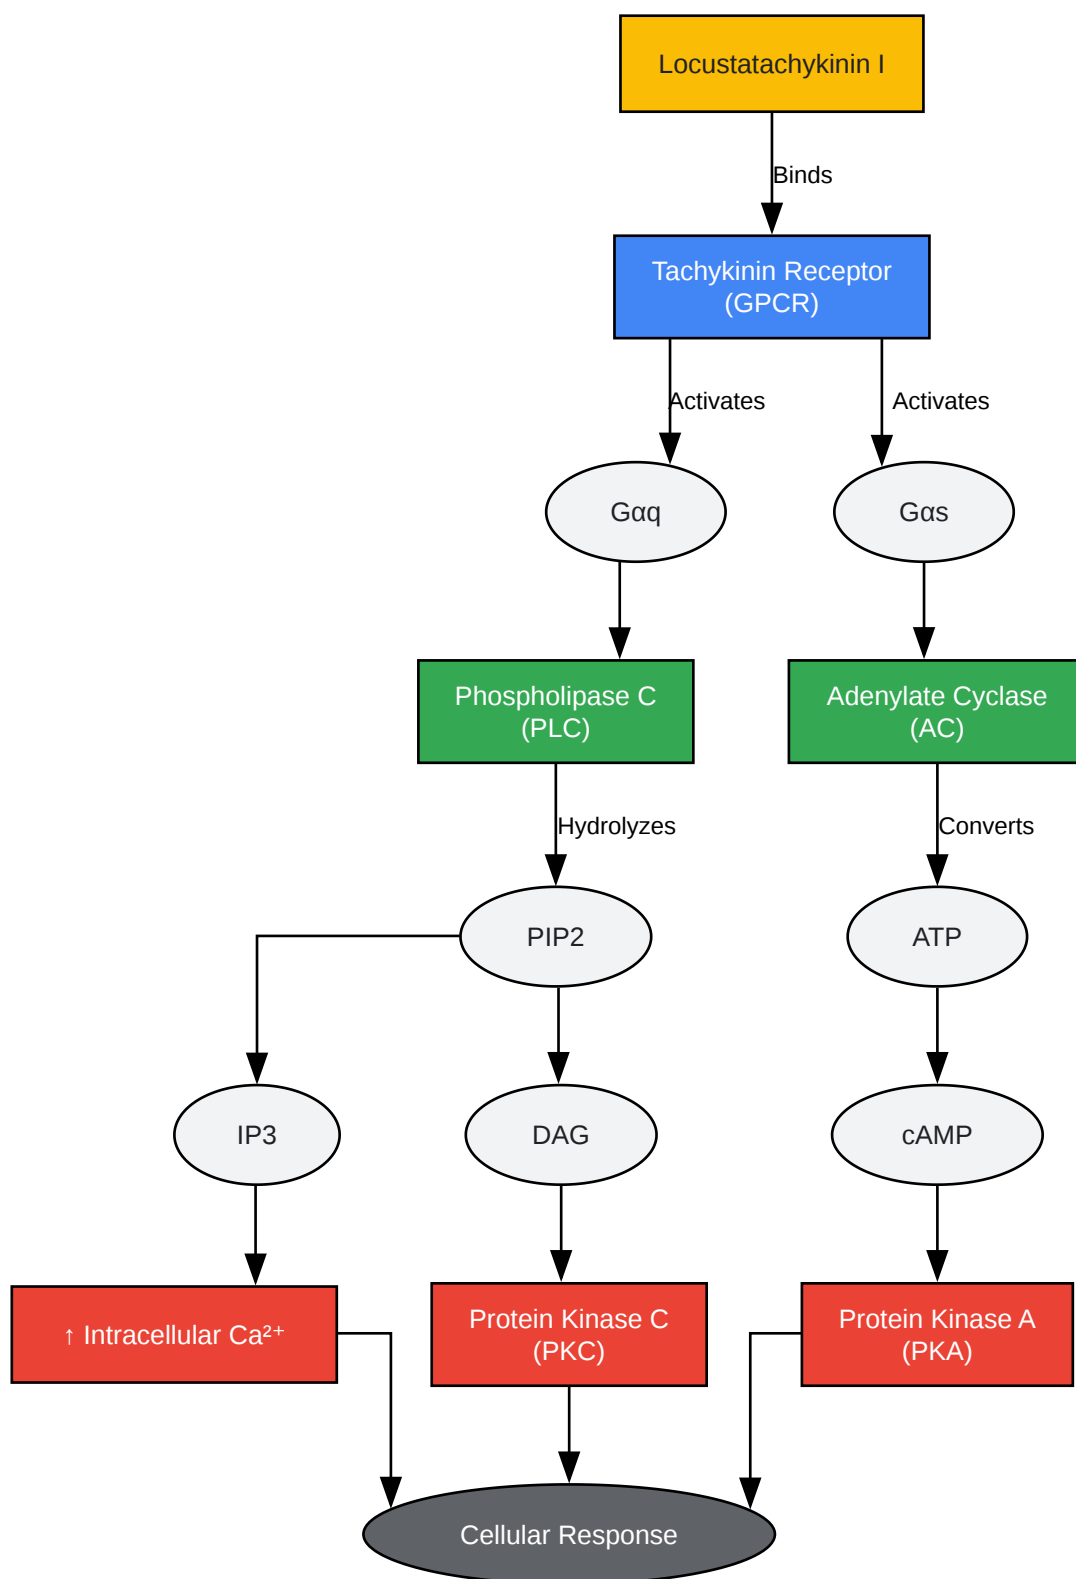 Locustatachykinin I
Binds
Tachykinin Receptor
(GPCR)
Activates
Activates
Gαq
Gαs
Phospholipase C
(PLC)
Adenylate Cyclase
(AC)
Hydrolyzes
Converts
PIP2
ATP
IP3
DAG
cAMP
↑ Intracellular Ca²⁺
Protein Kinase C
(PKC)
Protein Kinase A
(PKA)
Cellular Response